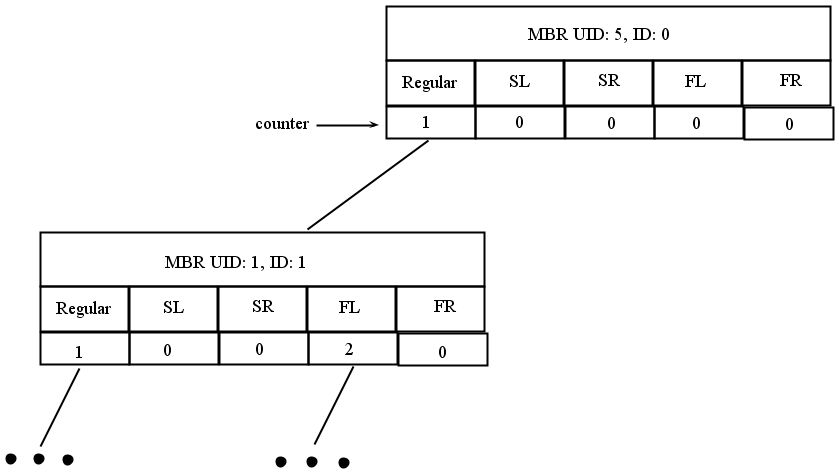 MBR UID: 5, ID: 0
Regular SL SR FL FR
counter 1 0 0 0 0
MBR UID: 1, ID: 1
Regular SL SR FL FR
1 0 0 2 0